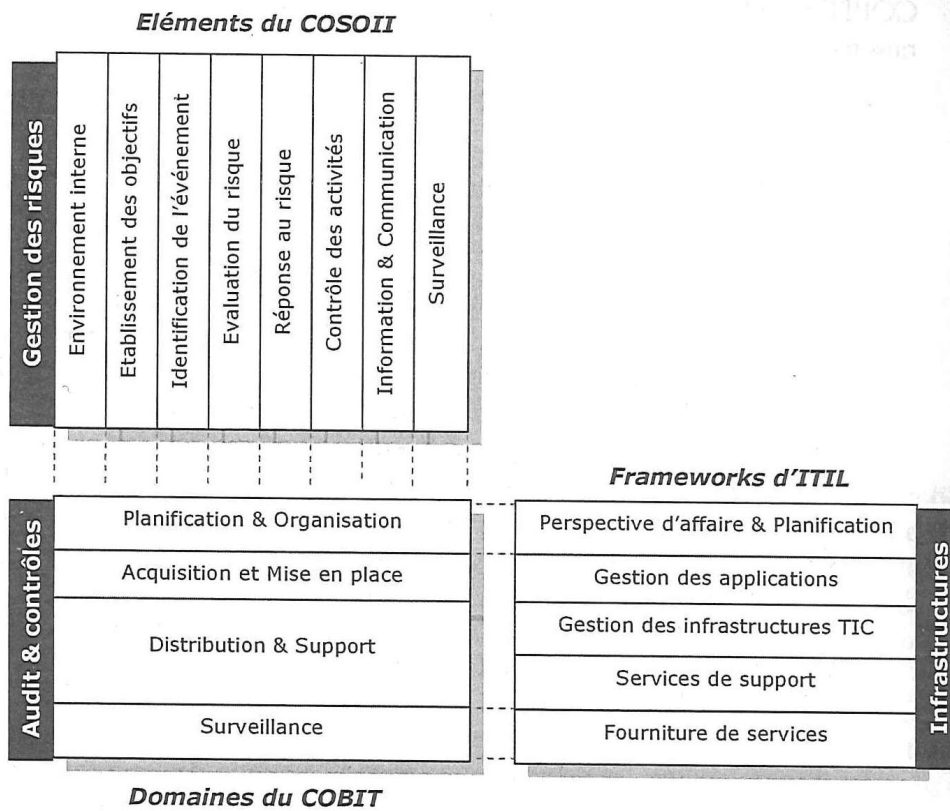 Eléments du COSOII
Gestion des risques
Environnement interne
Etablissement des objectifs
Identification de l'événement
Evaluation du risque
Réponse au risque
Contrôle des activités
Information & Communication
Surveillance
Audit & contrôles
Planification & Organisation
Acquisition et Mise en place
Distribution & Support
Surveillance
Domaines du COBIT
Frameworks d'ITIL
Perspective d'affaire & Planification
Gestion des applications
Gestion des infrastructures TIC
Services de support
Fourniture de services
Infrastructures